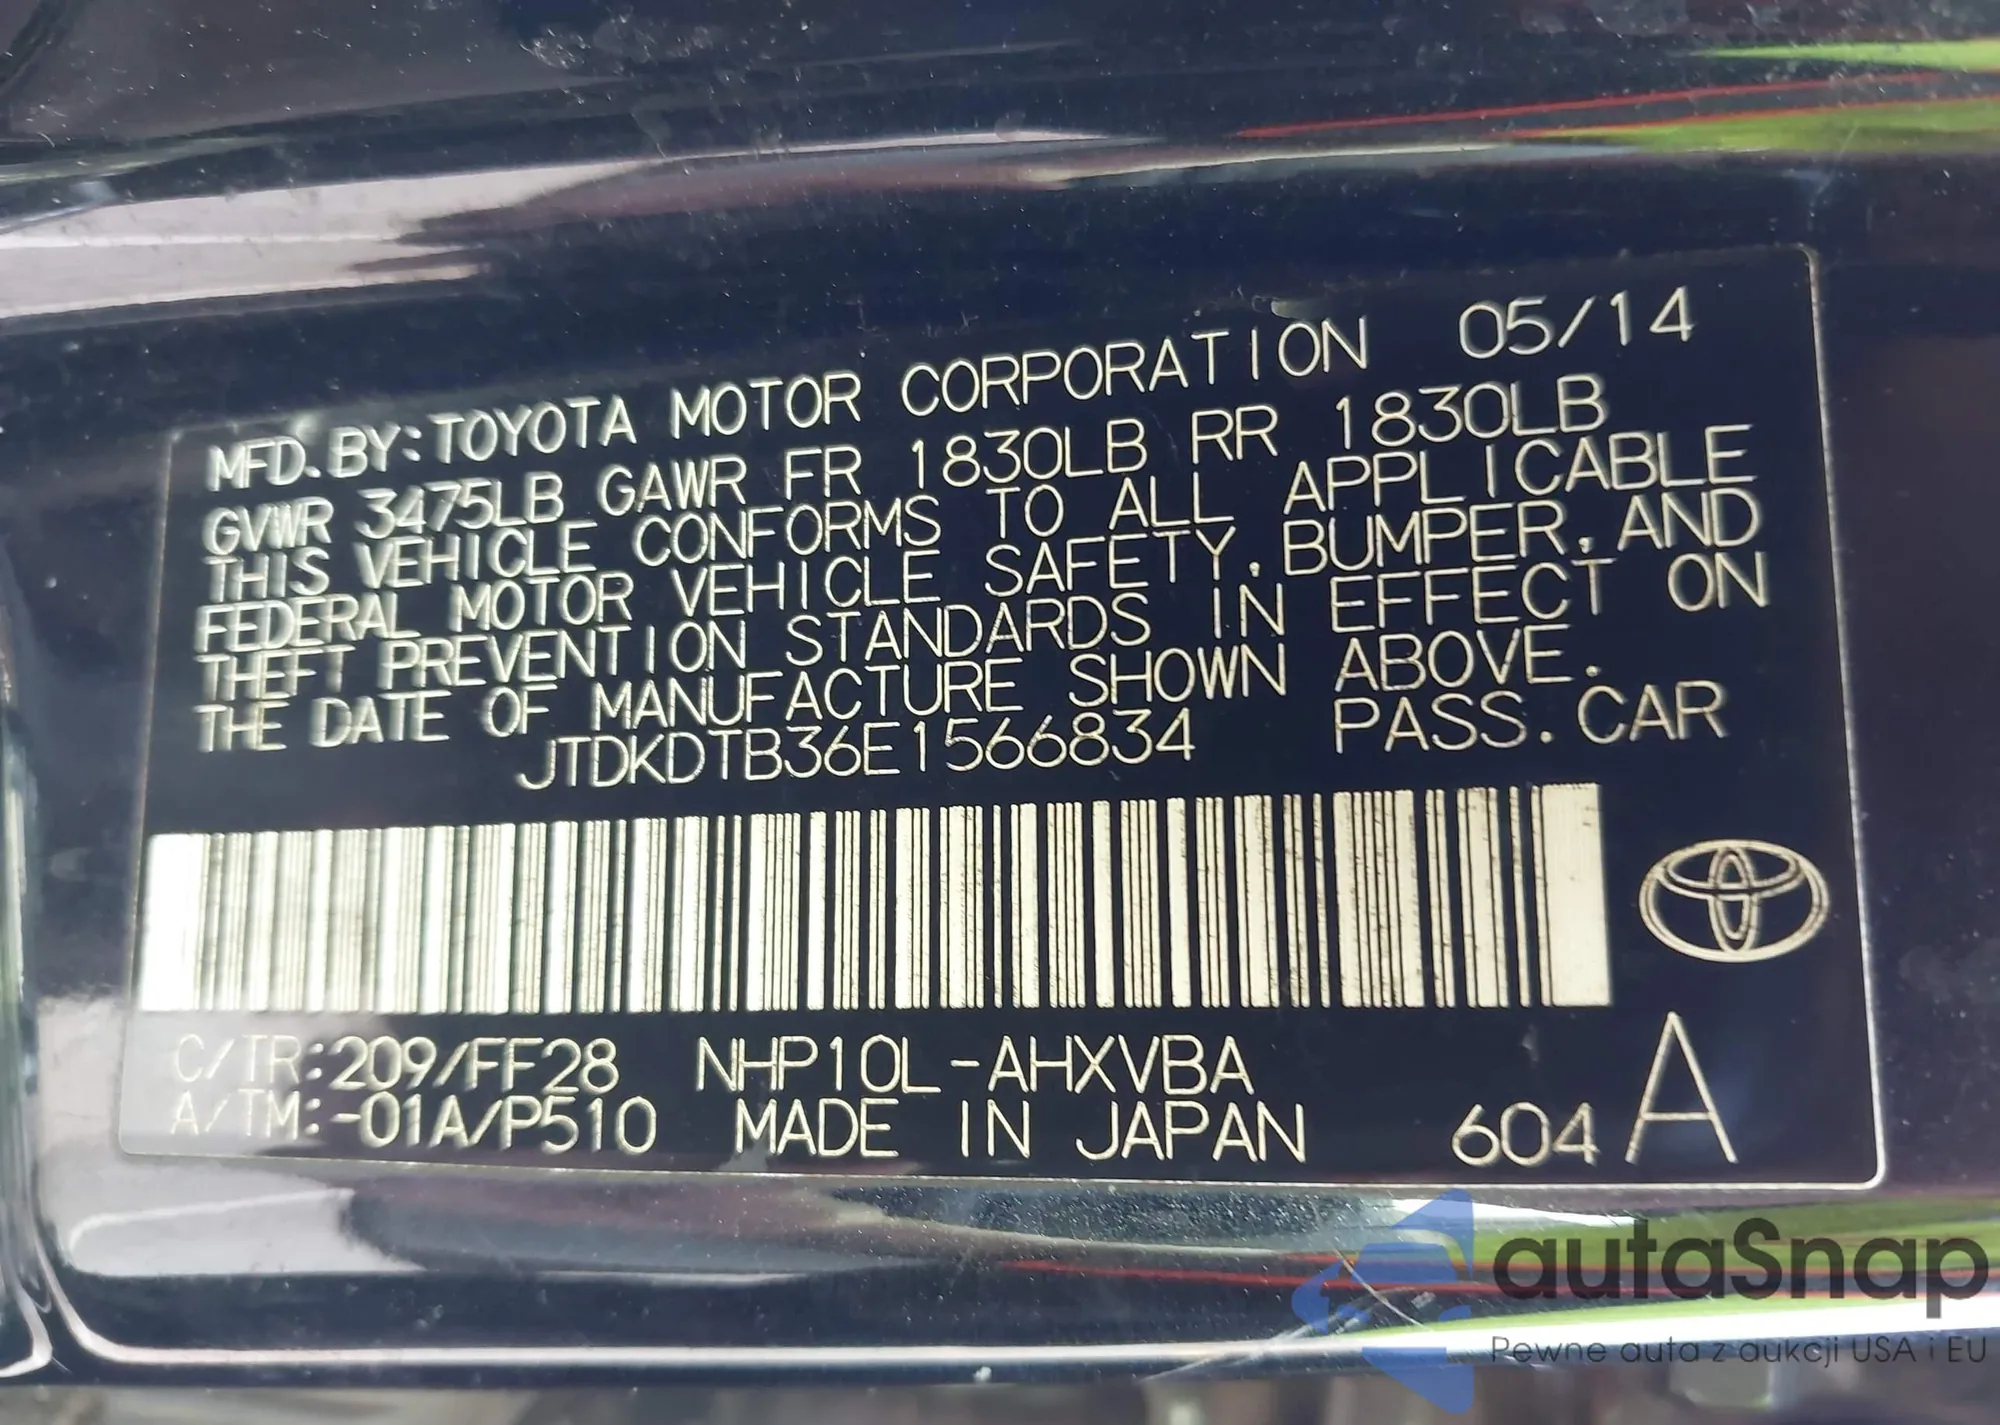 MFD. BY: TOYOTA MOTOR CORPORATION 05/14
GVWR 3475LB GAWR FR 1830LB RR 1830LB
THIS VEHICLE CONFORMS TO ALL APPLICABLE
FEDERAL MOTOR VEHICLE SAFETY, BUMPER, AND
THEFT PREVENTION STANDARDS IN EFFECT ON
THE DATE OF MANUFACTURE SHOWN ABOVE.
JTDKDTB36E1566834 PASS. CAR
C/TR: 209/FF28 NHP10L-AHXVBA
A/TM: -01A/P510 MADE IN JAPAN 604 A
autaSnap
Pewne auta z aukcji USA i EU